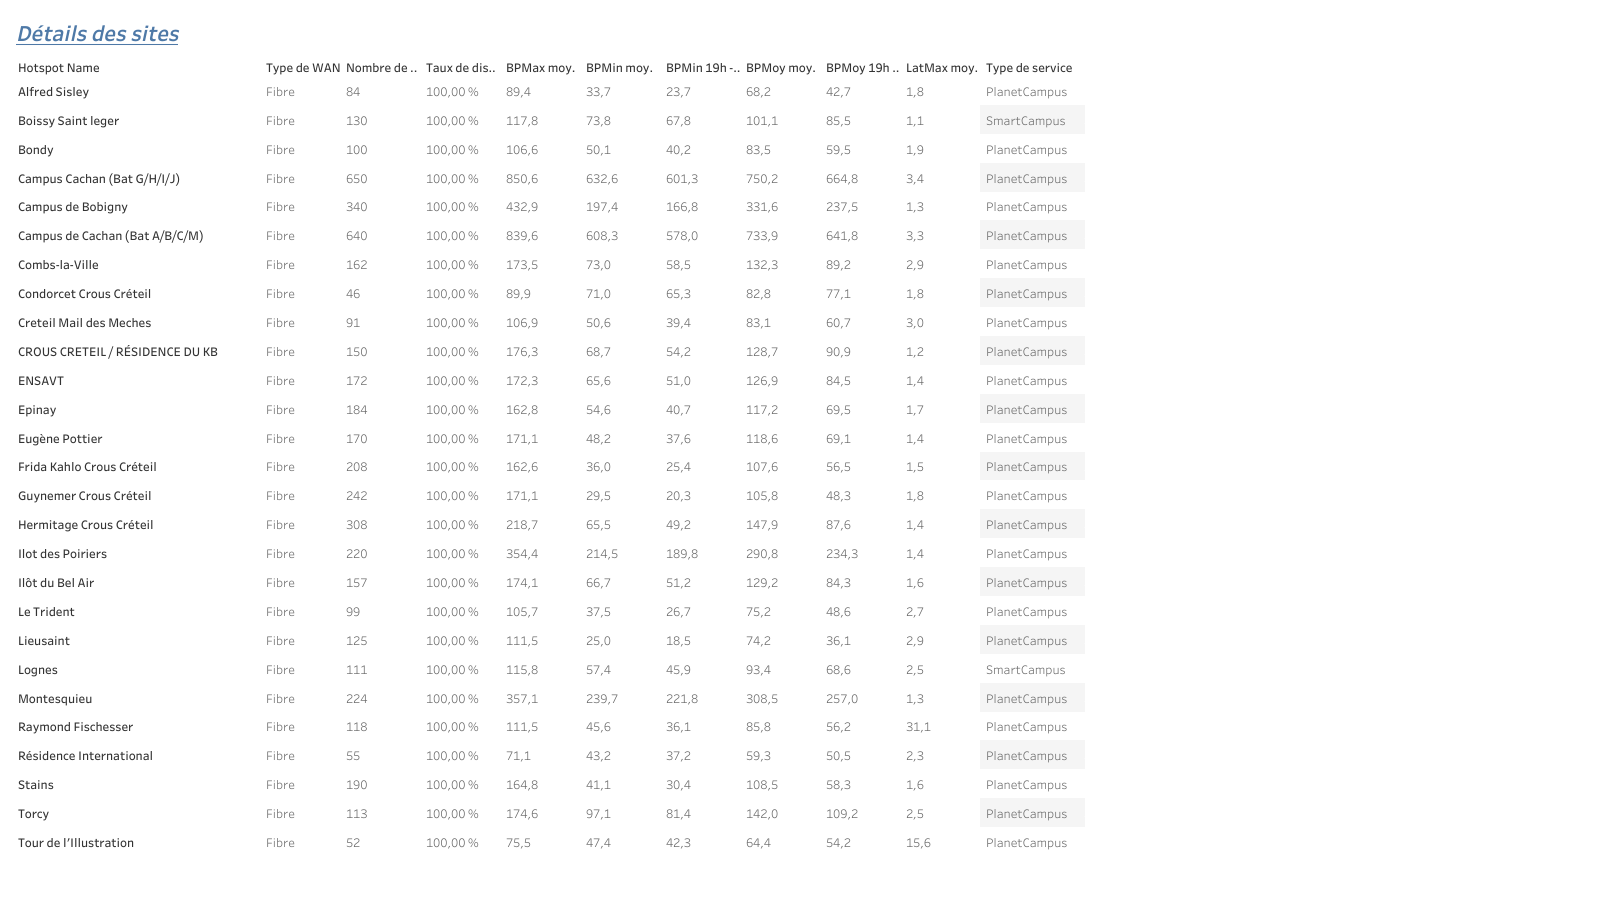 Détails des sites
Hotspot Name Type de WAN Nombre de .. Taux de dis.. BPMax moy. BPMin moy. BPMin 19h -.. BPMoy moy. BPMoy 19h .. LatMax moy. Type de service
Alfred Sisley Fibre 84 100,00 % 89,4 33,7 23,7 68,2 42,7 1,8 PlanetCampus
Boissy Saint leger Fibre 130 100,00 % 117,8 73,8 67,8 101,1 85,5 1,1 SmartCampus
Bondy Fibre 100 100,00 % 106,6 50,1 40,2 83,5 59,5 1,9 PlanetCampus
Campus Cachan (Bat G/H/I/J) Fibre 650 100,00 % 850,6 632,6 601,3 750,2 664,8 3,4 PlanetCampus
Campus de Bobigny Fibre 340 100,00 % 432,9 197,4 166,8 331,6 237,5 1,3 PlanetCampus
Campus de Cachan (Bat A/B/C/M) Fibre 640 100,00 % 839,6 608,3 578,0 733,9 641,8 3,3 PlanetCampus
Combs-la-Ville Fibre 162 100,00 % 173,5 73,0 58,5 132,3 89,2 2,9 PlanetCampus
Condorcet Crous Créteil Fibre 46 100,00 % 89,9 71,0 65,3 82,8 77,1 1,8 PlanetCampus
Creteil Mail des Meches Fibre 91 100,00 % 106,9 50,6 39,4 83,1 60,7 3,0 PlanetCampus
CROUS CRETEIL / RÉSIDENCE DU KB Fibre 150 100,00 % 176,3 68,7 54,2 128,7 90,9 1,2 PlanetCampus
ENSAVT Fibre 172 100,00 % 172,3 65,6 51,0 126,9 84,5 1,4 PlanetCampus
Epinay Fibre 184 100,00 % 162,8 54,6 40,7 117,2 69,5 1,7 PlanetCampus
Eugène Pottier Fibre 170 100,00 % 171,1 48,2 37,6 118,6 69,1 1,4 PlanetCampus
Frida Kahlo Crous Créteil Fibre 208 100,00 % 162,6 36,0 25,4 107,6 56,5 1,5 PlanetCampus
Guynemer Crous Créteil Fibre 242 100,00 % 171,1 29,5 20,3 105,8 48,3 1,8 PlanetCampus
Hermitage Crous Créteil Fibre 308 100,00 % 218,7 65,5 49,2 147,9 87,6 1,4 PlanetCampus
Ilot des Poiriers Fibre 220 100,00 % 354,4 214,5 189,8 290,8 234,3 1,4 PlanetCampus
Ilôt du Bel Air Fibre 157 100,00 % 174,1 66,7 51,2 129,2 84,3 1,6 PlanetCampus
Le Trident Fibre 99 100,00 % 105,7 37,5 26,7 75,2 48,6 2,7 PlanetCampus
Lieusaint Fibre 125 100,00 % 111,5 25,0 18,5 74,2 36,1 2,9 PlanetCampus
Lognes Fibre 111 100,00 % 115,8 57,4 45,9 93,4 68,6 2,5 SmartCampus
Montesquieu Fibre 224 100,00 % 357,1 239,7 221,8 308,5 257,0 1,3 PlanetCampus
Raymond Fischesser Fibre 118 100,00 % 111,5 45,6 36,1 85,8 56,2 31,1 PlanetCampus
Résidence International Fibre 55 100,00 % 71,1 43,2 37,2 59,3 50,5 2,3 PlanetCampus
Stains Fibre 190 100,00 % 164,8 41,1 30,4 108,5 58,3 1,6 PlanetCampus
Torcy Fibre 113 100,00 % 174,6 97,1 81,4 142,0 109,2 2,5 PlanetCampus
Tour de l’Illustration Fibre 52 100,00 % 75,5 47,4 42,3 64,4 54,2 15,6 PlanetCampus